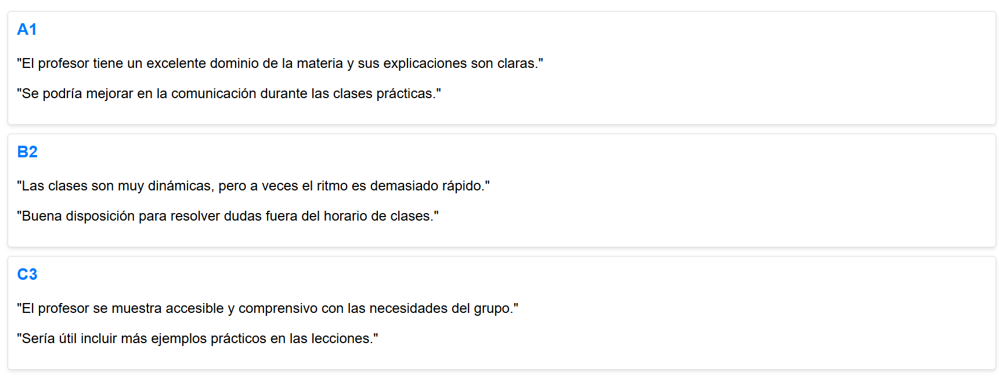 A1
"El profesor tiene un excelente dominio de la materia y sus explicaciones son claras."
"Se podría mejorar en la comunicación durante las clases prácticas."
B2
"Las clases son muy dinámicas, pero a veces el ritmo es demasiado rápido."
"Buena disposición para resolver dudas fuera del horario de clases."
C3
"El profesor se muestra accesible y comprensivo con las necesidades del grupo."
"Sería útil incluir más ejemplos prácticos en las lecciones."